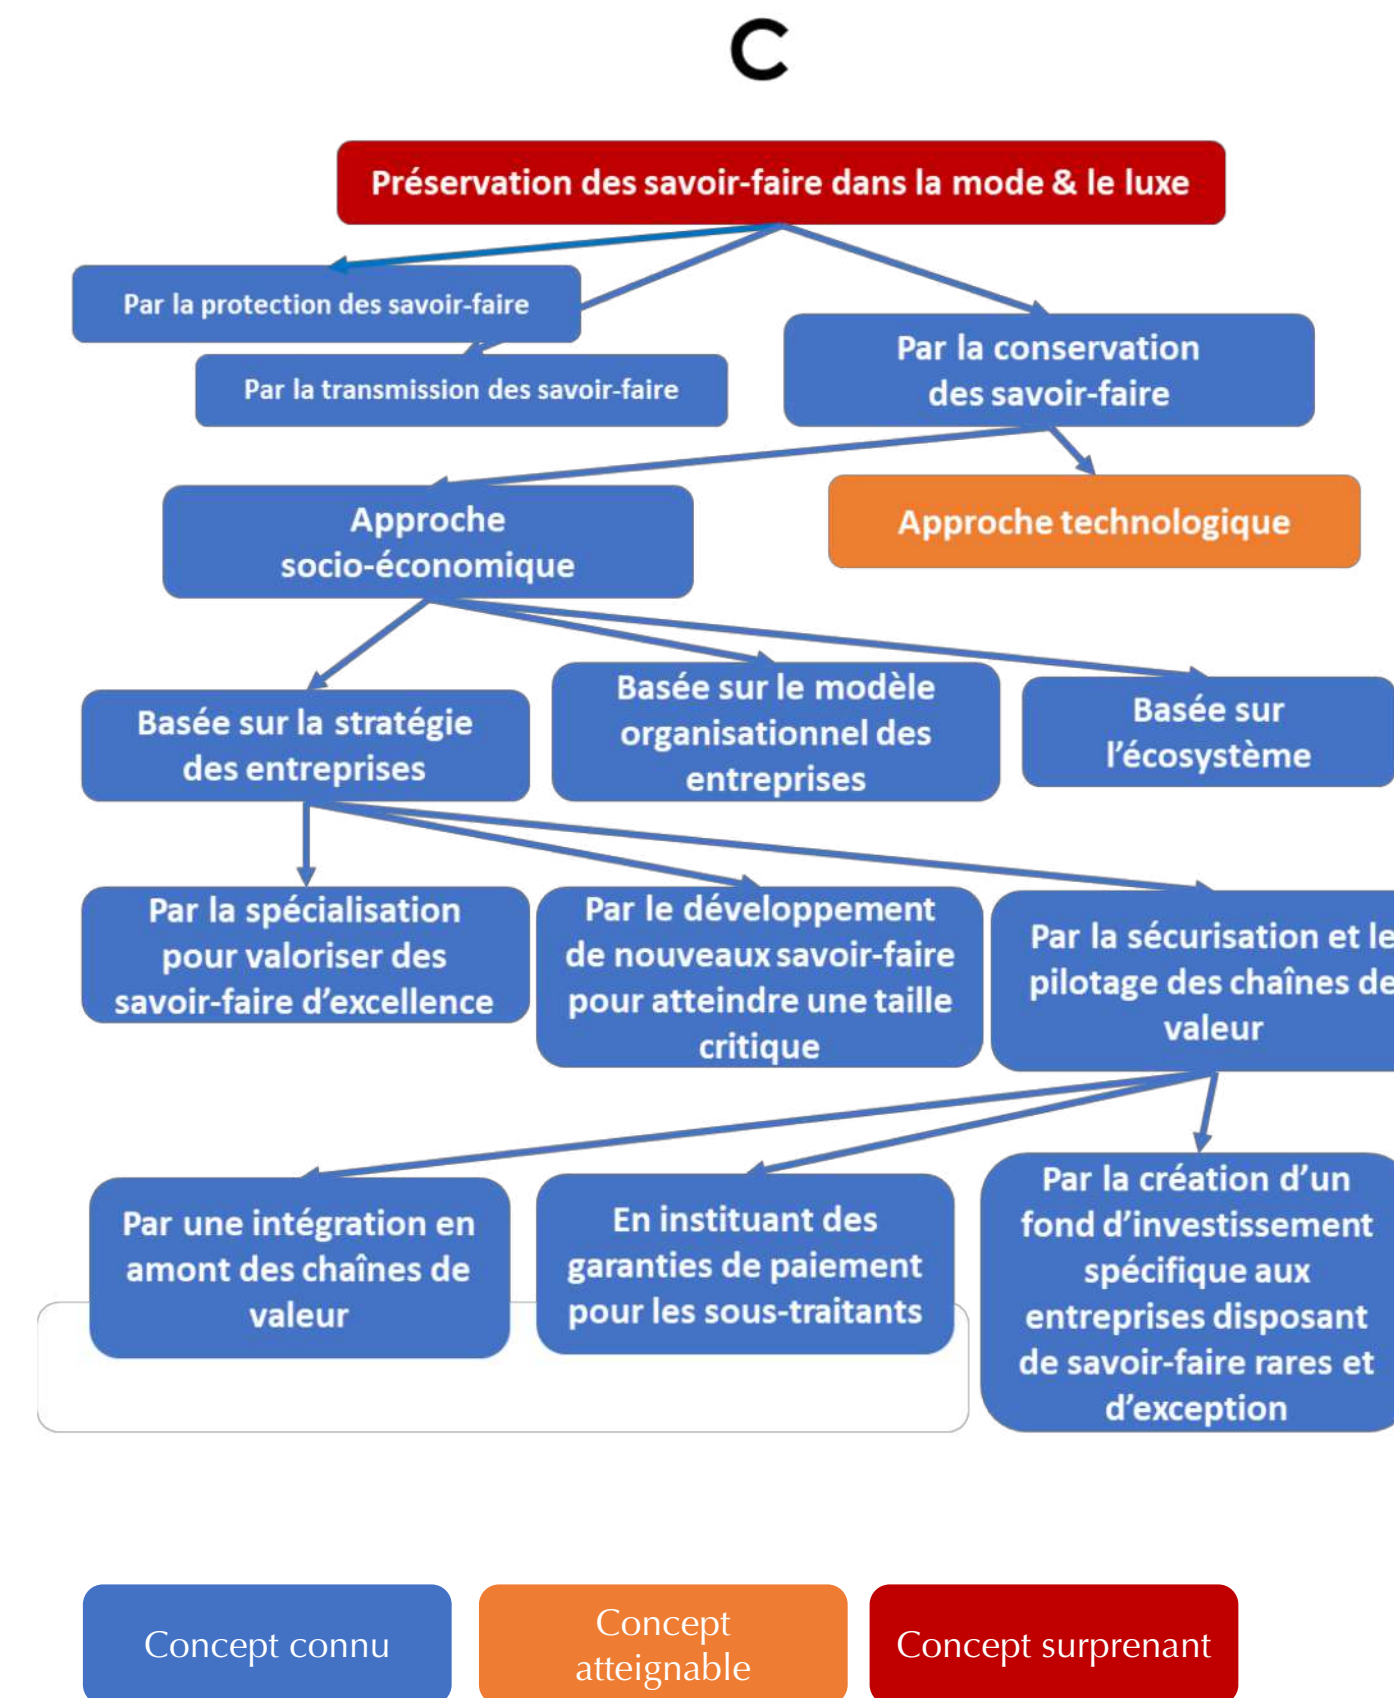 C
Préservation des savoir-faire dans la mode & le luxe
Par la protection des savoir-faire
Par la transmission des savoir-faire
Par la conservation
des savoir-faire
Approche
socio-économique
Approche technologique
Basée sur la stratégie
des entreprises
Basée sur le modèle
organisationnel des
entreprises
Basée sur
l’écosystème
Par la spécialisation
pour valoriser des
savoir-faire d’excellence
Par le développement
de nouveaux savoir-faire
pour atteindre une taille
critique
Par la sécurisation et le
pilotage des chaînes de
valeur
Par une intégration en
amont des chaînes de
valeur
En instituant des
garanties de paiement
pour les sous-traitants
Par la création d’un
fond d’investissement
spécifique aux
entreprises disposant
de savoir-faire rares et
d’exception
Concept connu
Concept
atteignable
Concept surprenant